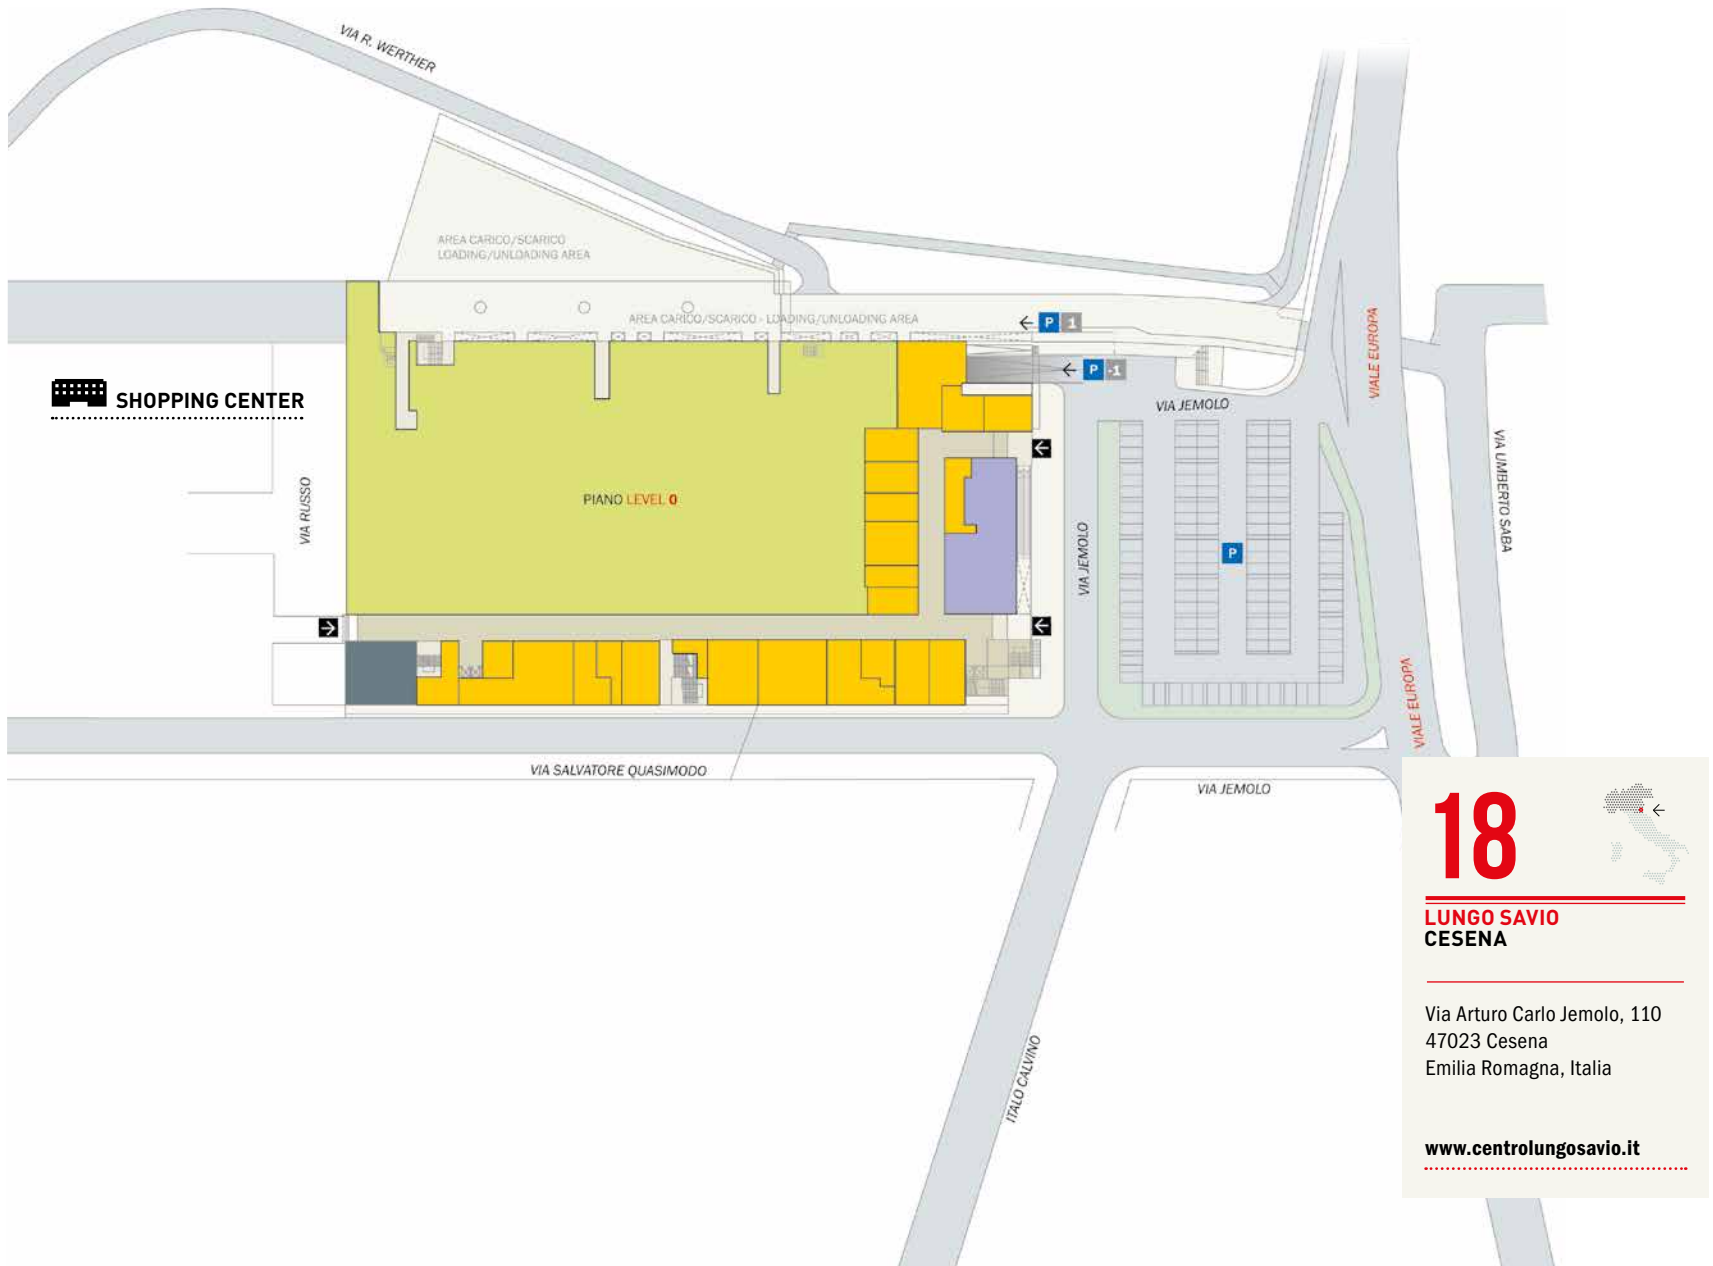 VIA R. WERTHER
AREA CARICO/SCARICO
LOADING/UNLOADING AREA
AREA CARICO/SCARICO - LOADING/UNLOADING AREA
P 1
P -1
VIALE EUROPA
SHOPPING CENTER
VIA JEMOLO
VIA UMBERTO SABA
VIA RUSSO
PIANO LEVEL 0
VIA JEMOLO
P
VIALE EUROPA
VIA SALVATORE QUASIMODO
VIA JEMOLO
ITALO CALVINO
18
LUNGO SAVIO
CESENA
Via Arturo Carlo Jemolo, 110
47023 Cesena
Emilia Romagna, Italia
www.centrolungosavio.it